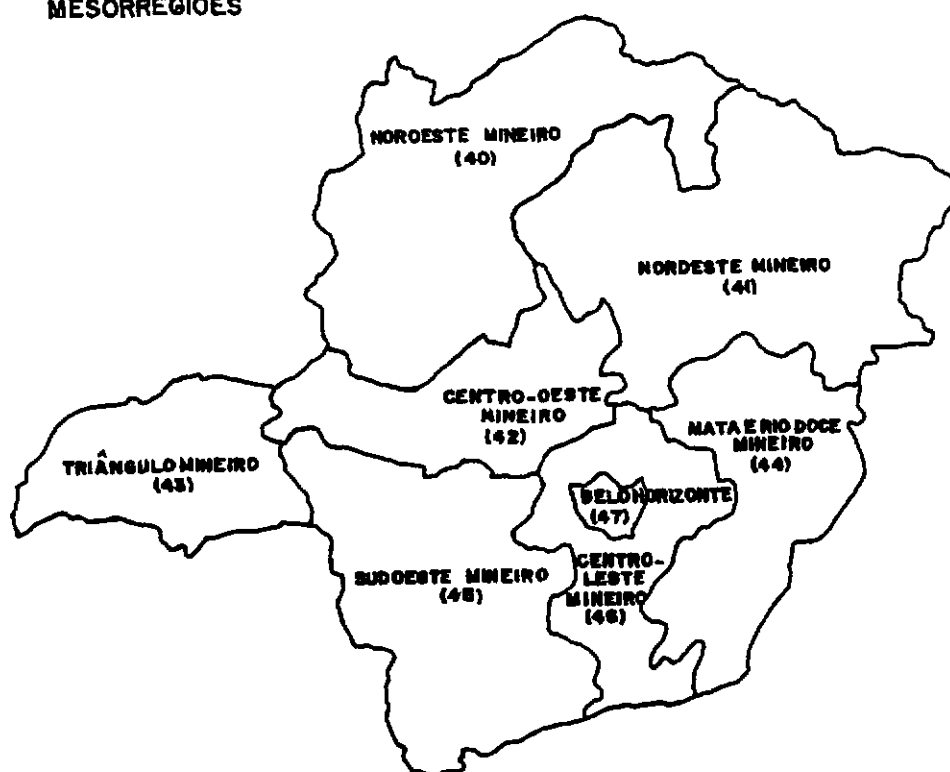 MESORREGIÕES
NOROESTE MINEIRO
(40)
NORDESTE MINEIRO
(41)
CENTRO-OESTE
MINEIRO
(42)
MATA E RIO DOCE
MINEIRO
(44)
TRIÂNGULO MINEIRO
(43)
BELO HORIZONTE
(47)
SUDOESTE MINEIRO
(45)
CENTRO-
LESTE
MINEIRO
(46)